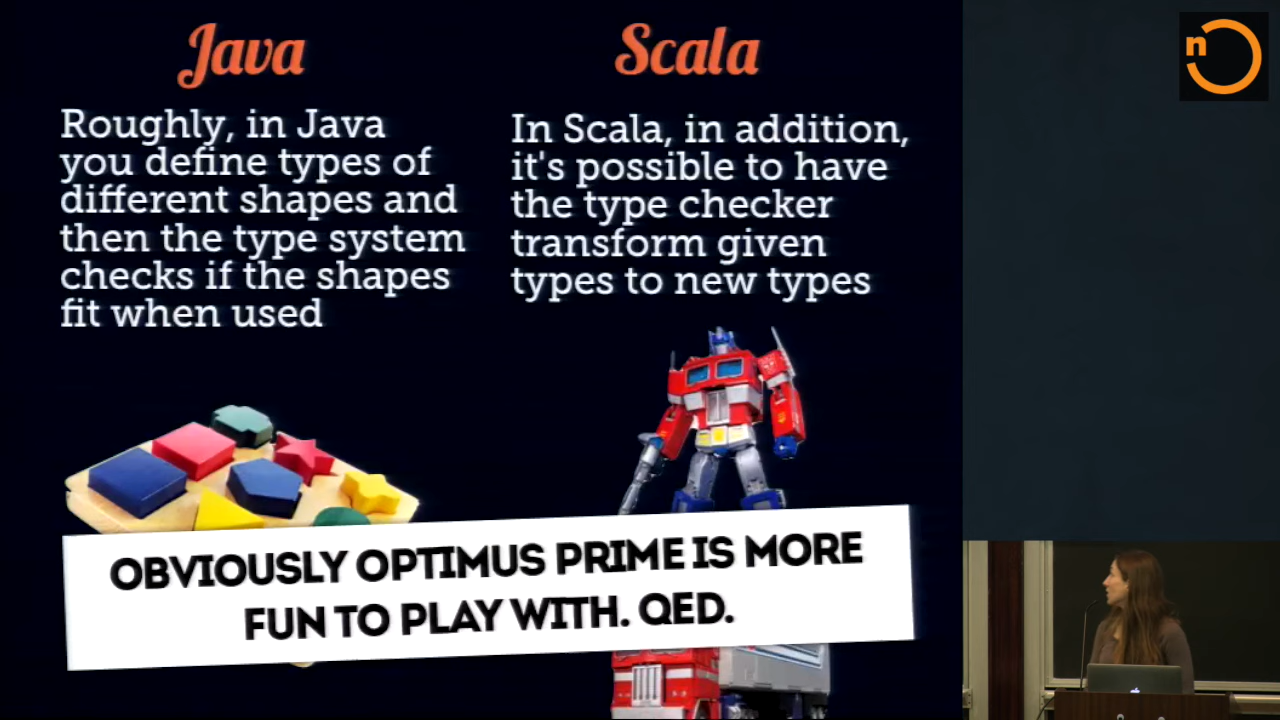 Java
Roughly, in Java
you define types of
different shapes and
then the type system
checks if the shapes
fit when used
Scala
In Scala, in addition,
it's possible to have
the type checker
transform given
types to new types
OBVIOUSLY OPTIMUS PRIME IS MORE
FUN TO PLAY WITH. QED.
n